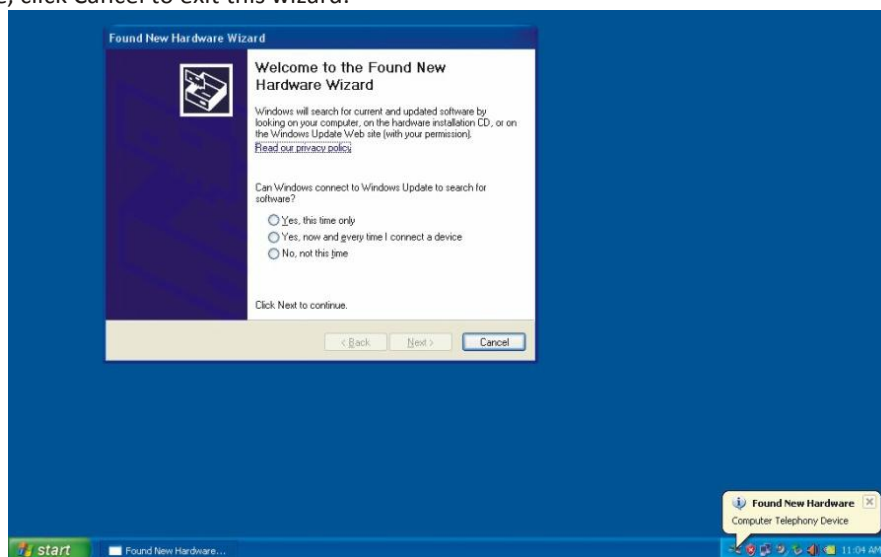 click Cancel to exit this wizard.
Found New Hardware Wizard
Welcome to the Found New
Hardware Wizard
Windows will search for current and updated software by
looking on your computer, on the hardware installation CD, or on
the Windows Update Web site (with your permission).
Read our privacy policy
Can Windows connect to Windows Update to search for
software?
Yes, this time only
Yes, now and every time I connect a device
No, not this time
Click Next to continue.
< Back Next > Cancel
Found New Hardware
Computer Telephony Device
start Found New Hardware... 11:04 AM